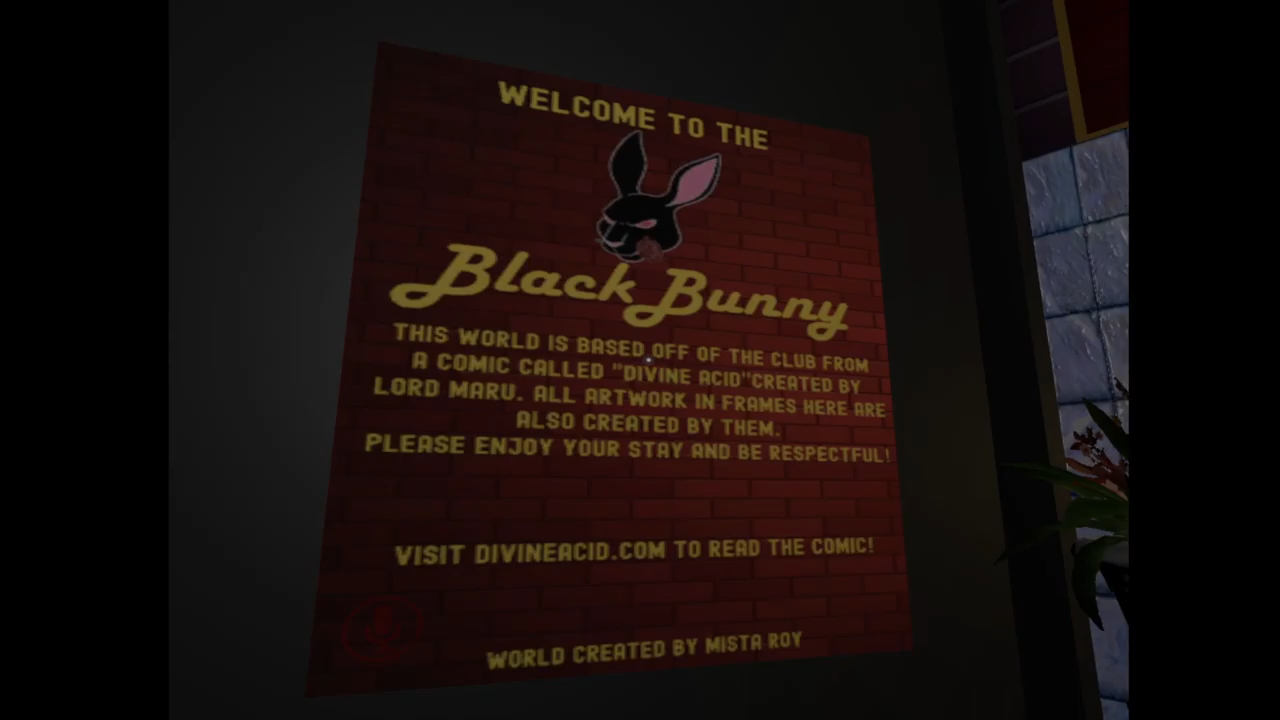 WELCOME TO THE
Black Bunny
THIS WORLD IS BASED OFF OF THE CLUB FROM
A COMIC CALLED "DIVINE ACID"CREATED BY
LORD MARU. ALL ARTWORK IN FRAMES HERE ARE
ALSO CREATED BY THEM.
PLEASE ENJOY YOUR STAY AND BE RESPECTFUL!
VISIT DIVINEACID.COM TO READ THE COMIC!
WORLD CREATED BY MISTA ROY